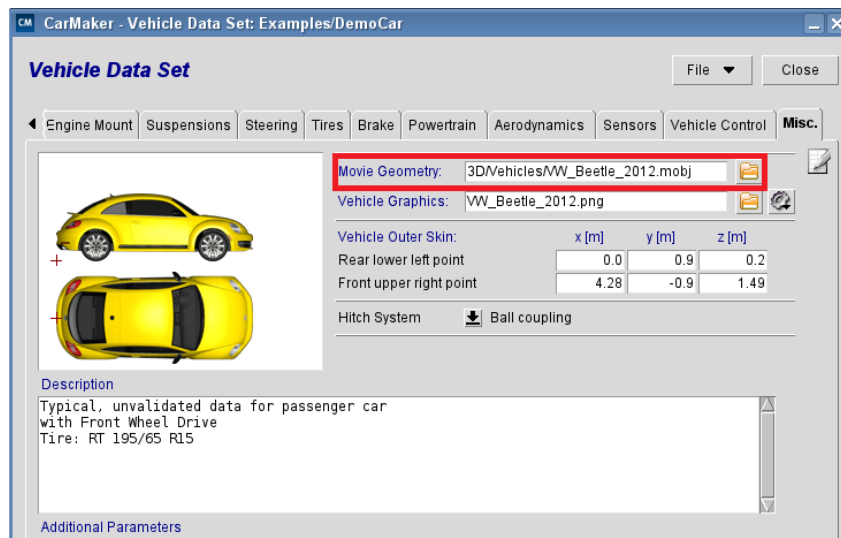 CM CarMaker - Vehicle Data Set: Examples/DemoCar
Vehicle Data Set
File
Close
Engine Mount Suspensions Steering Tires Brake Powertrain Aerodynamics Sensors Vehicle Control Misc.
Movie Geometry: 3D/Vehicles/VW_Beetle_2012.mobj
Vehicle Graphics: VW_Beetle_2012.png
Vehicle Outer Skin: x [m] y [m] z [m]
Rear lower left point 0.0 0.9 0.2
Front upper right point 4.28 -0.9 1.49
Hitch System Ball coupling
Description
Typical, unvalidated data for passenger car
with Front Wheel Drive
Tire: RT 195/65 R15
Additional Parameters